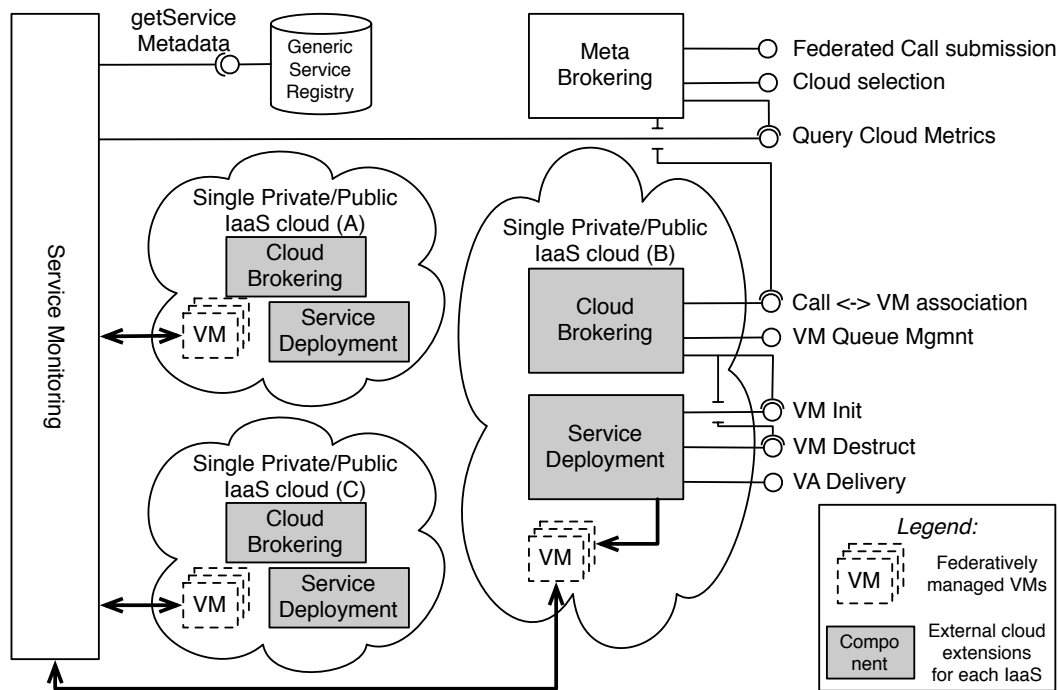 getService
Metadata
Generic
Service
Registry
Meta
Brokering
Federated Call submission
Cloud selection
Query Cloud Metrics
Service Monitoring
Single Private/Public
IaaS cloud (A)
Cloud
Brokering
VM
Service
Deployment
Single Private/Public
IaaS cloud (B)
Cloud
Brokering
Call <-> VM association
VM Queue Mgmnt
Service
Deployment
VM Init
VM Destruct
VA Delivery
VM
Single Private/Public
IaaS cloud (C)
Cloud
Brokering
VM
Service
Deployment
Legend:
VM
Federatively
managed VMs
Compo
nent
External cloud
extensions
for each IaaS